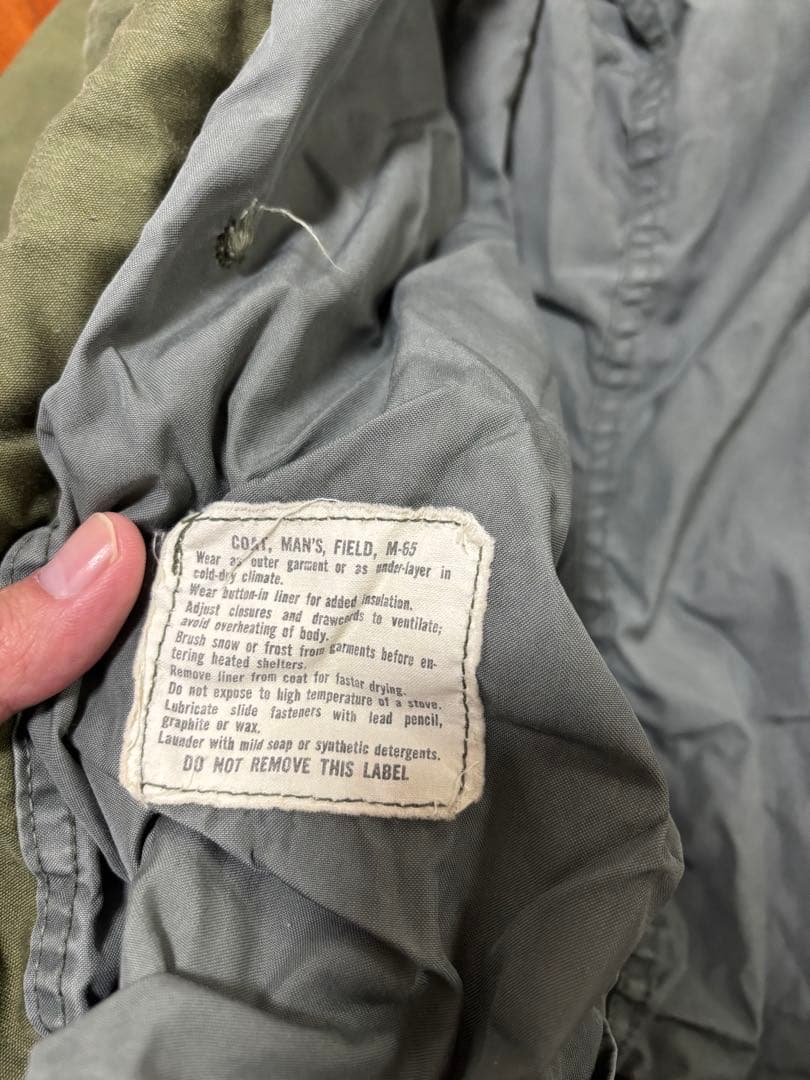 COAT, MAN'S, FIELD, M-65
Wear as outer garment or as under-layer in
cold-dry climate.
Wear button-in liner for added insulation.
Adjust closures and drawcords to ventilate;
avoid overheating of body.
Brush snow or frost from garments before en-
tering heated shelters.
Remove liner from coat for faster drying.
Do not expose to high temperature of a stove.
Lubricate slide fasteners with lead pencil,
graphite or wax.
Launder with mild soap or synthetic detergents.
DO NOT REMOVE THIS LABEL